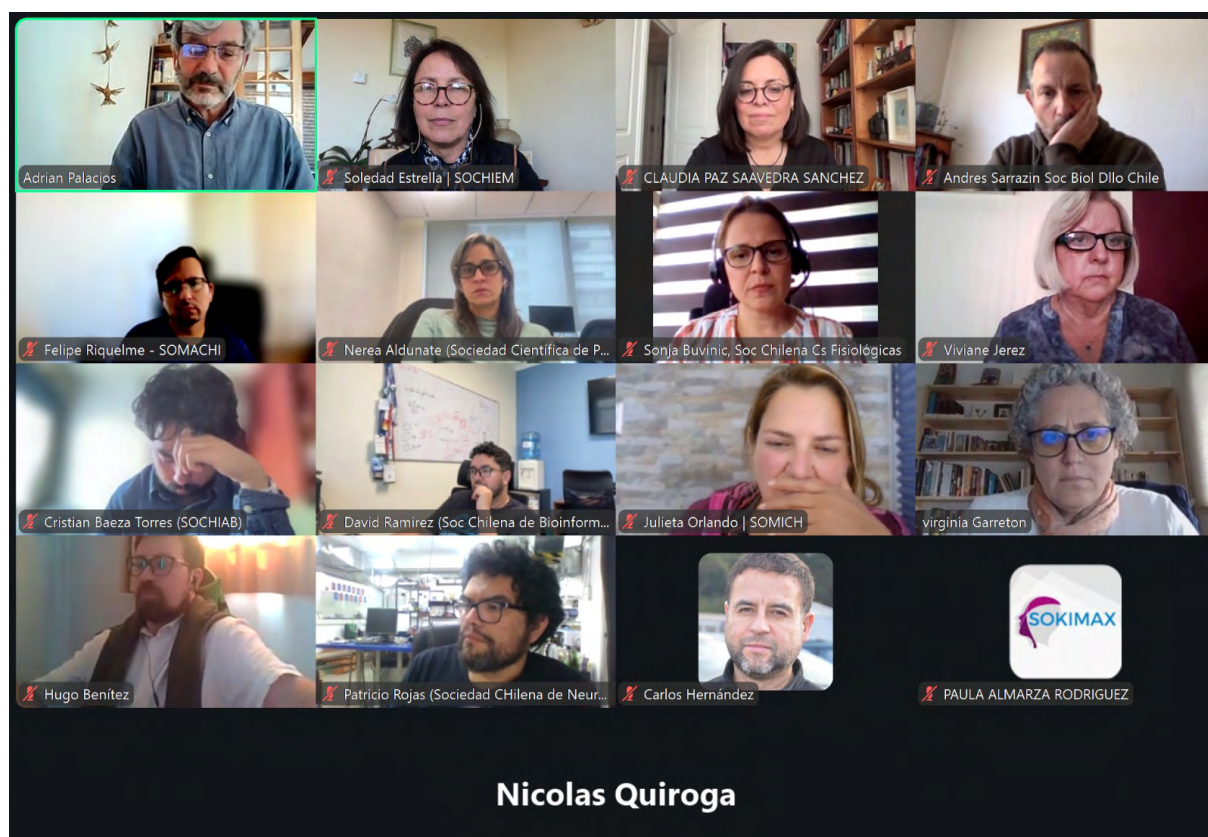 Adrian Palacios
Soledad Estrella | SOCHIEM
CLAUDIA PAZ SAAVEDRA SANCHEZ
Andres Sarrazin Soc Biol Dllo Chile
Felipe Riquelme - SOMACHI
Nerea Aldunate (Sociedad Científica de P...
Sonja Buvinic, Soc Chilena Cs Fisiológicas
Viviane Jerez
Cristian Baeza Torres (SOCHIAB)
David Ramirez (Soc Chilena de Bioinform...
Julieta Orlando | SOMICH
virginia Garreton
Hugo Benítez
Patricio Rojas (Sociedad CHilena de Neur...
Carlos Hernández
SOKIMAX
PAULA ALMARZA RODRIGUEZ
Nicolas Quiroga